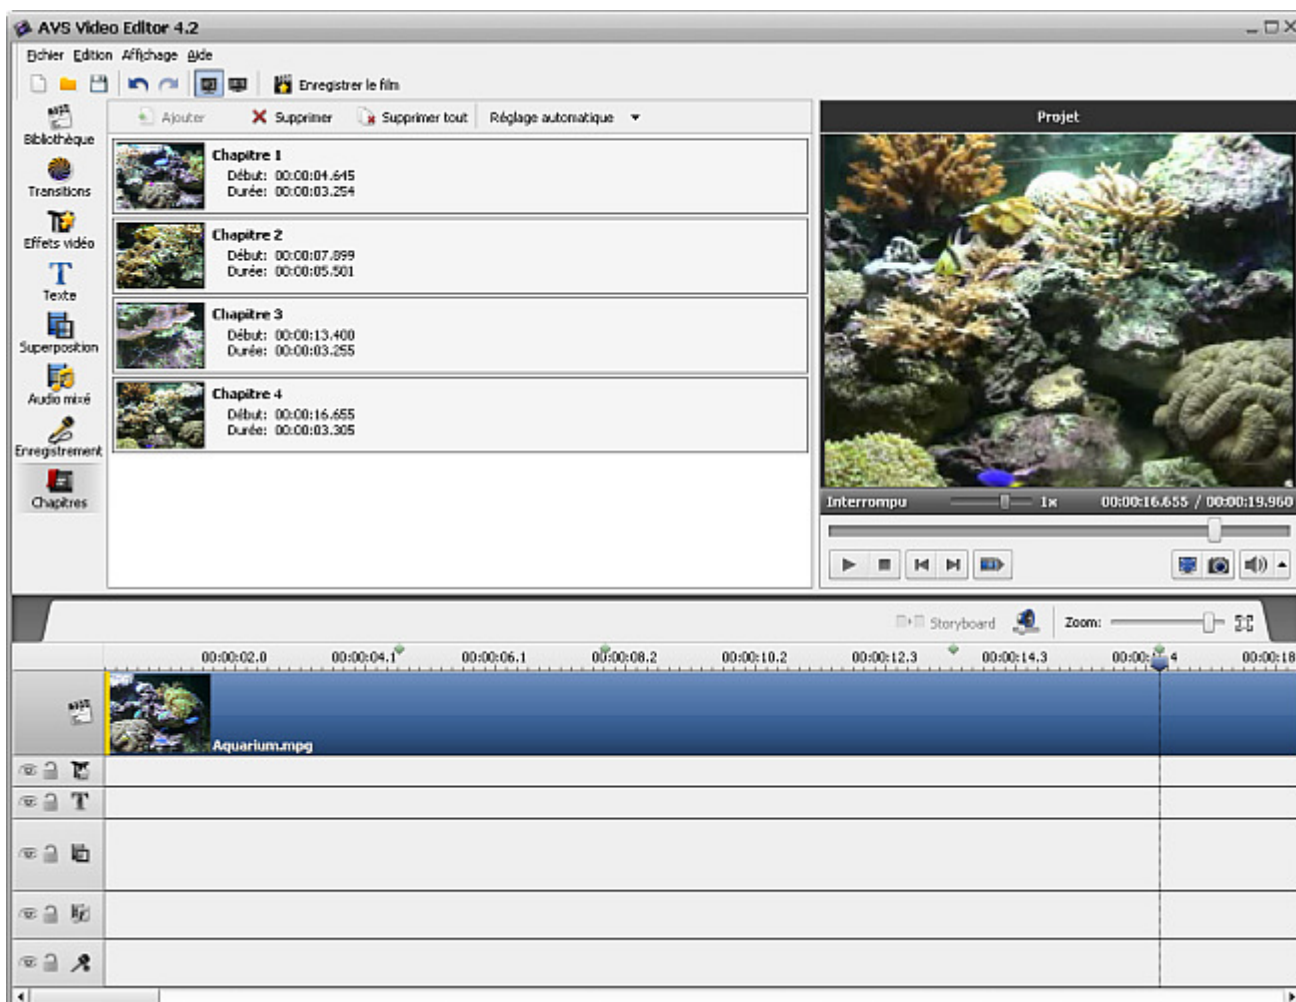 AVS Video Editor 4.2
Fichier Edition Affichage Aide
Enregistrer le film
Bibliothèque
Transitions
Effets vidéo
Texte
Superposition
Audio mixé
Enregistrement
Chapitres
Ajouter Supprimer Supprimer tout Réglage automatique
Chapitre 1
Début: 00:00:04.645
Durée: 00:00:03.254
Chapitre 2
Début: 00:00:07.899
Durée: 00:00:05.501
Chapitre 3
Début: 00:00:13.400
Durée: 00:00:03.255
Chapitre 4
Début: 00:00:16.655
Durée: 00:00:03.305
Projet
Interrompu 1x 00:00:16.655 / 00:00:19.960
Storyboard Zoom:
00:00:02.0 00:00:04.1 00:00:06.1 00:00:08.2 00:00:10.2 00:00:12.3 00:00:14.3 00:00:18
Aquarium.mpg